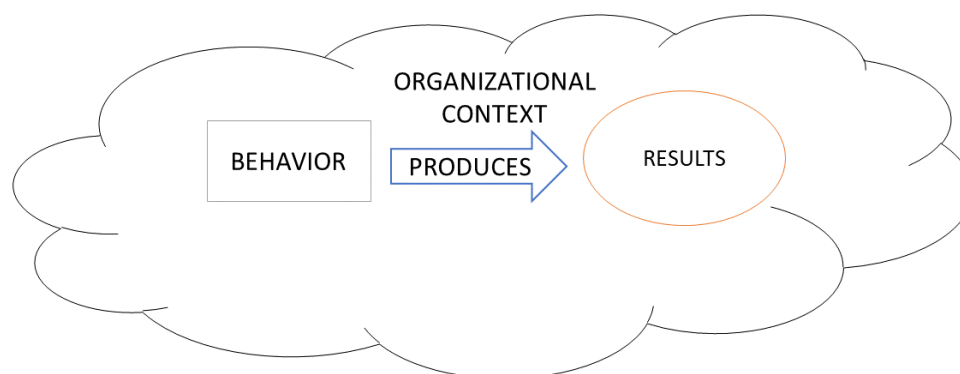 ORGANIZATIONAL
CONTEXT
BEHAVIOR
PRODUCES
RESULTS